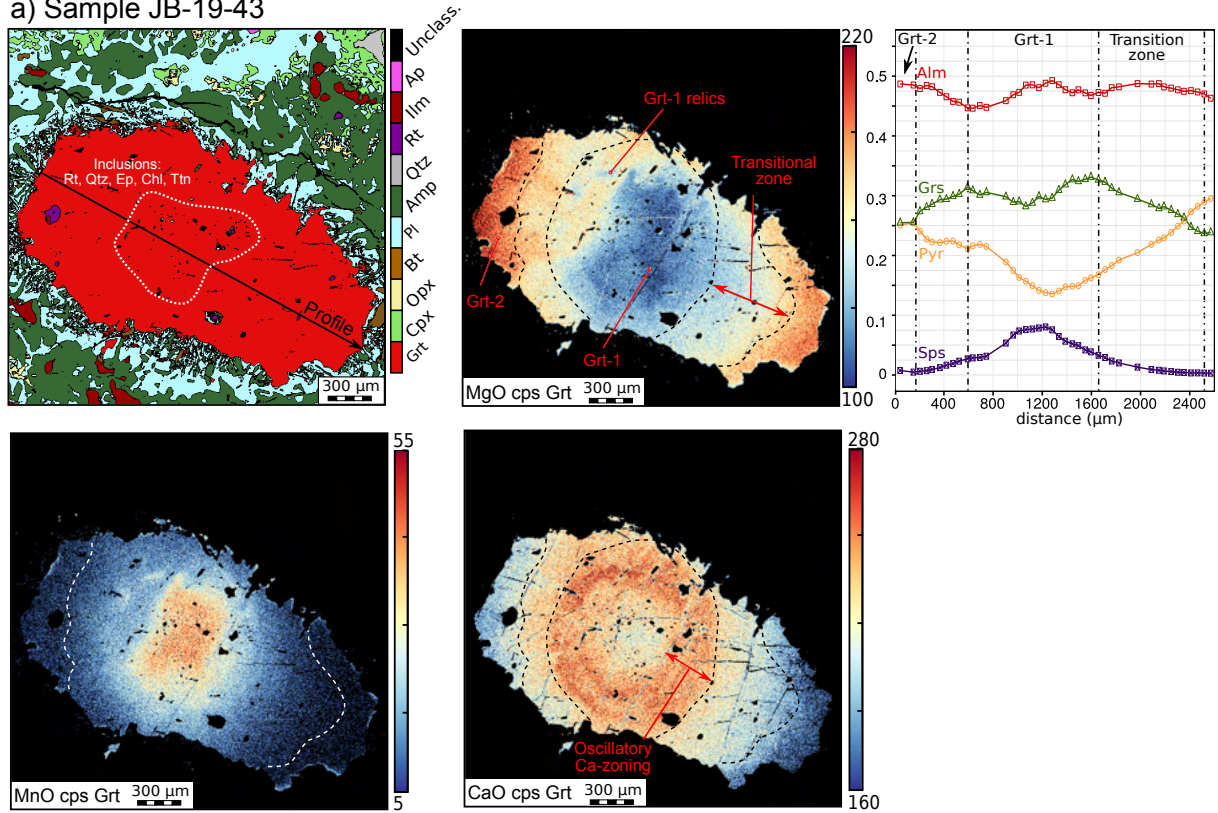 a) Sample JB-19-43
Inclusions:
Rt, Qtz, Ep, Chl, Ttn
Profile
300 µm
Unclass.
Ap
Ilm
Rt
Qtz
Amp
Pl
Bt
Opx
Cpx
Grt
Grt-1 relics
Transitional
zone
Grt-2
Grt-1
MgO cps Grt
300 µm
220
100
Grt-2
Grt-1
Transition
zone
Alm
Grs
Pyr
Sps
0.5
0.4
0.3
0.2
0.1
0
0
400
800
1200
1600
2000
2400
distance (µm)
MnO cps Grt
300 µm
55
5
Oscillatory
Ca-zoning
CaO cps Grt
300 µm
280
160